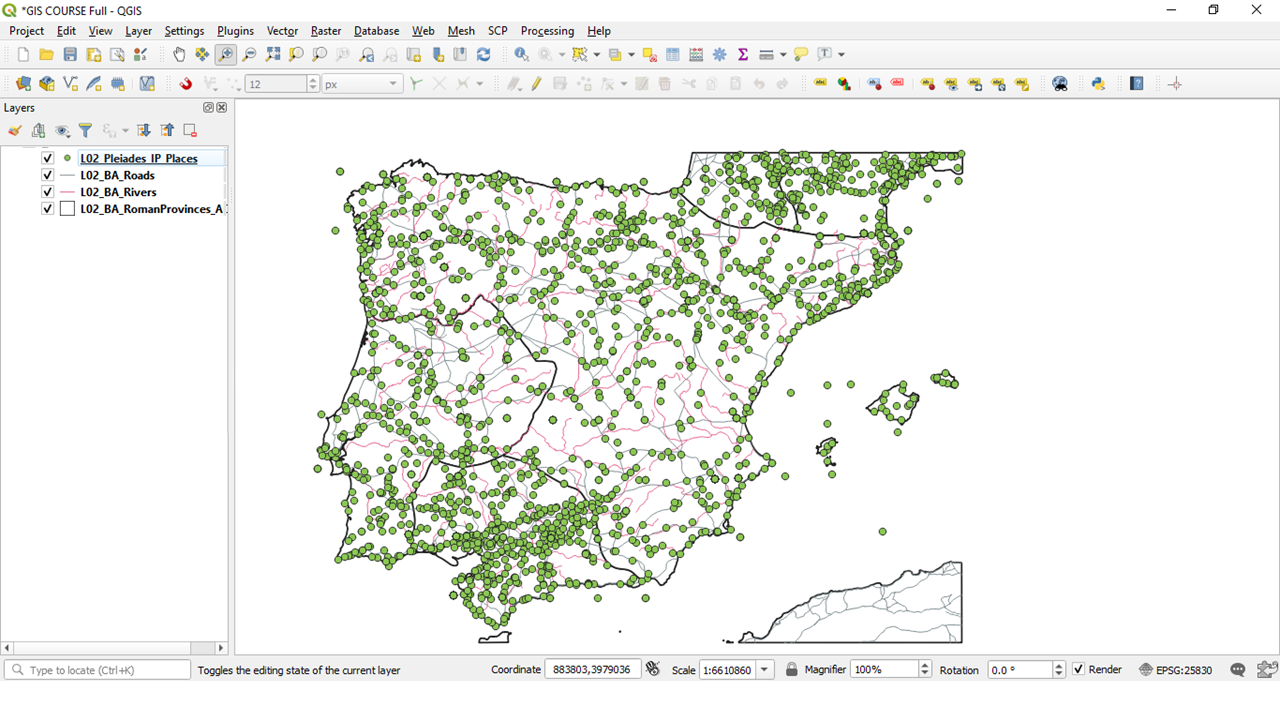 *GIS COURSE Full - QGIS
Project Edit View Layer Settings Plugins Vector Raster Database Web Mesh SCP Processing Help
12 px
Layers
L02_Pleiades_IP_Places
L02_BA_Roads
L02_BA_Rivers
L02_BA_RomanProvinces_A
Type to locate (Ctrl+K) Toggles the editing state of the current layer Coordinate 883803,3979036 Scale 1:6610860 Magnifier 100% Rotation 0.0 ° Render EPSG:25830